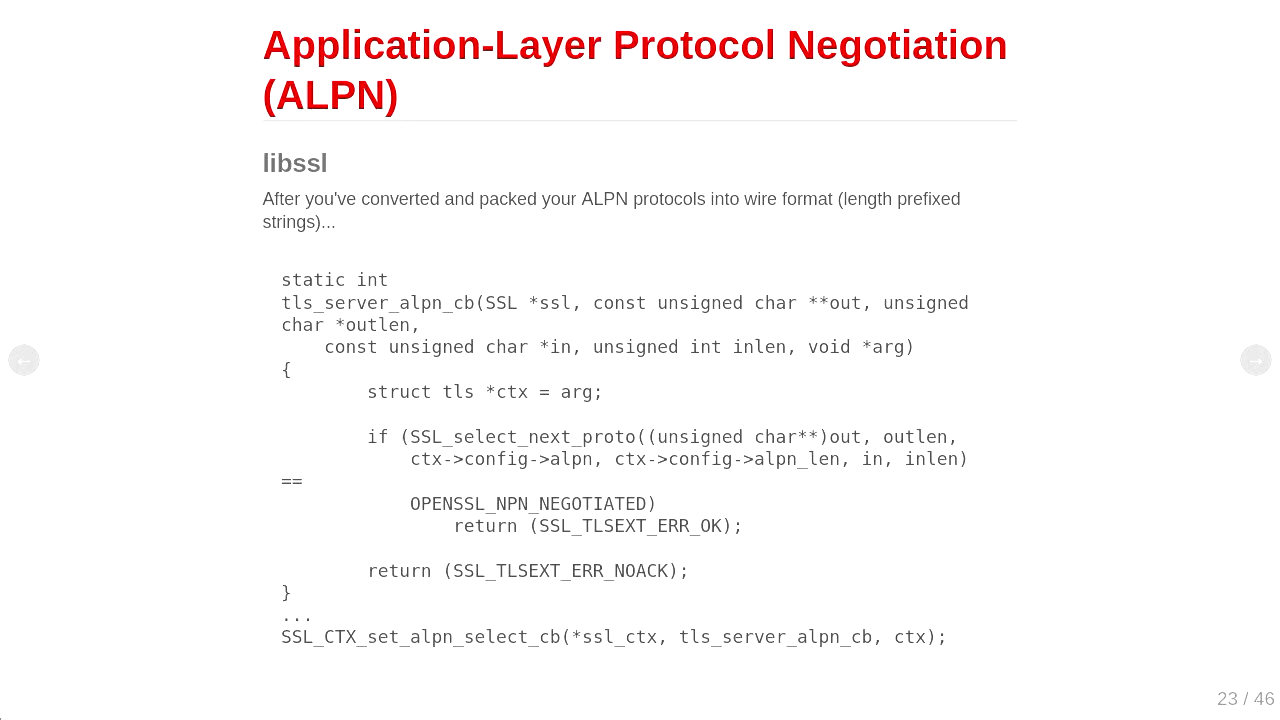 Application-Layer Protocol Negotiation
(ALPN)
libssl
After you've converted and packed your ALPN protocols into wire format (length prefixed
strings)...
static int
tls_server_alpn_cb(SSL *ssl, const unsigned char **out, unsigned
char *outlen,
    const unsigned char *in, unsigned int inlen, void *arg)
{
        struct tls *ctx = arg;
        if (SSL_select_next_proto((unsigned char**)out, outlen,
            ctx->config->alpn, ctx->config->alpn_len, in, inlen)
==
            OPENSSL_NPN_NEGOTIATED)
                return (SSL_TLSEXT_ERR_OK);
        return (SSL_TLSEXT_ERR_NOACK);
}
...
SSL_CTX_set_alpn_select_cb(*ssl_ctx, tls_server_alpn_cb, ctx);
← →
23 / 46